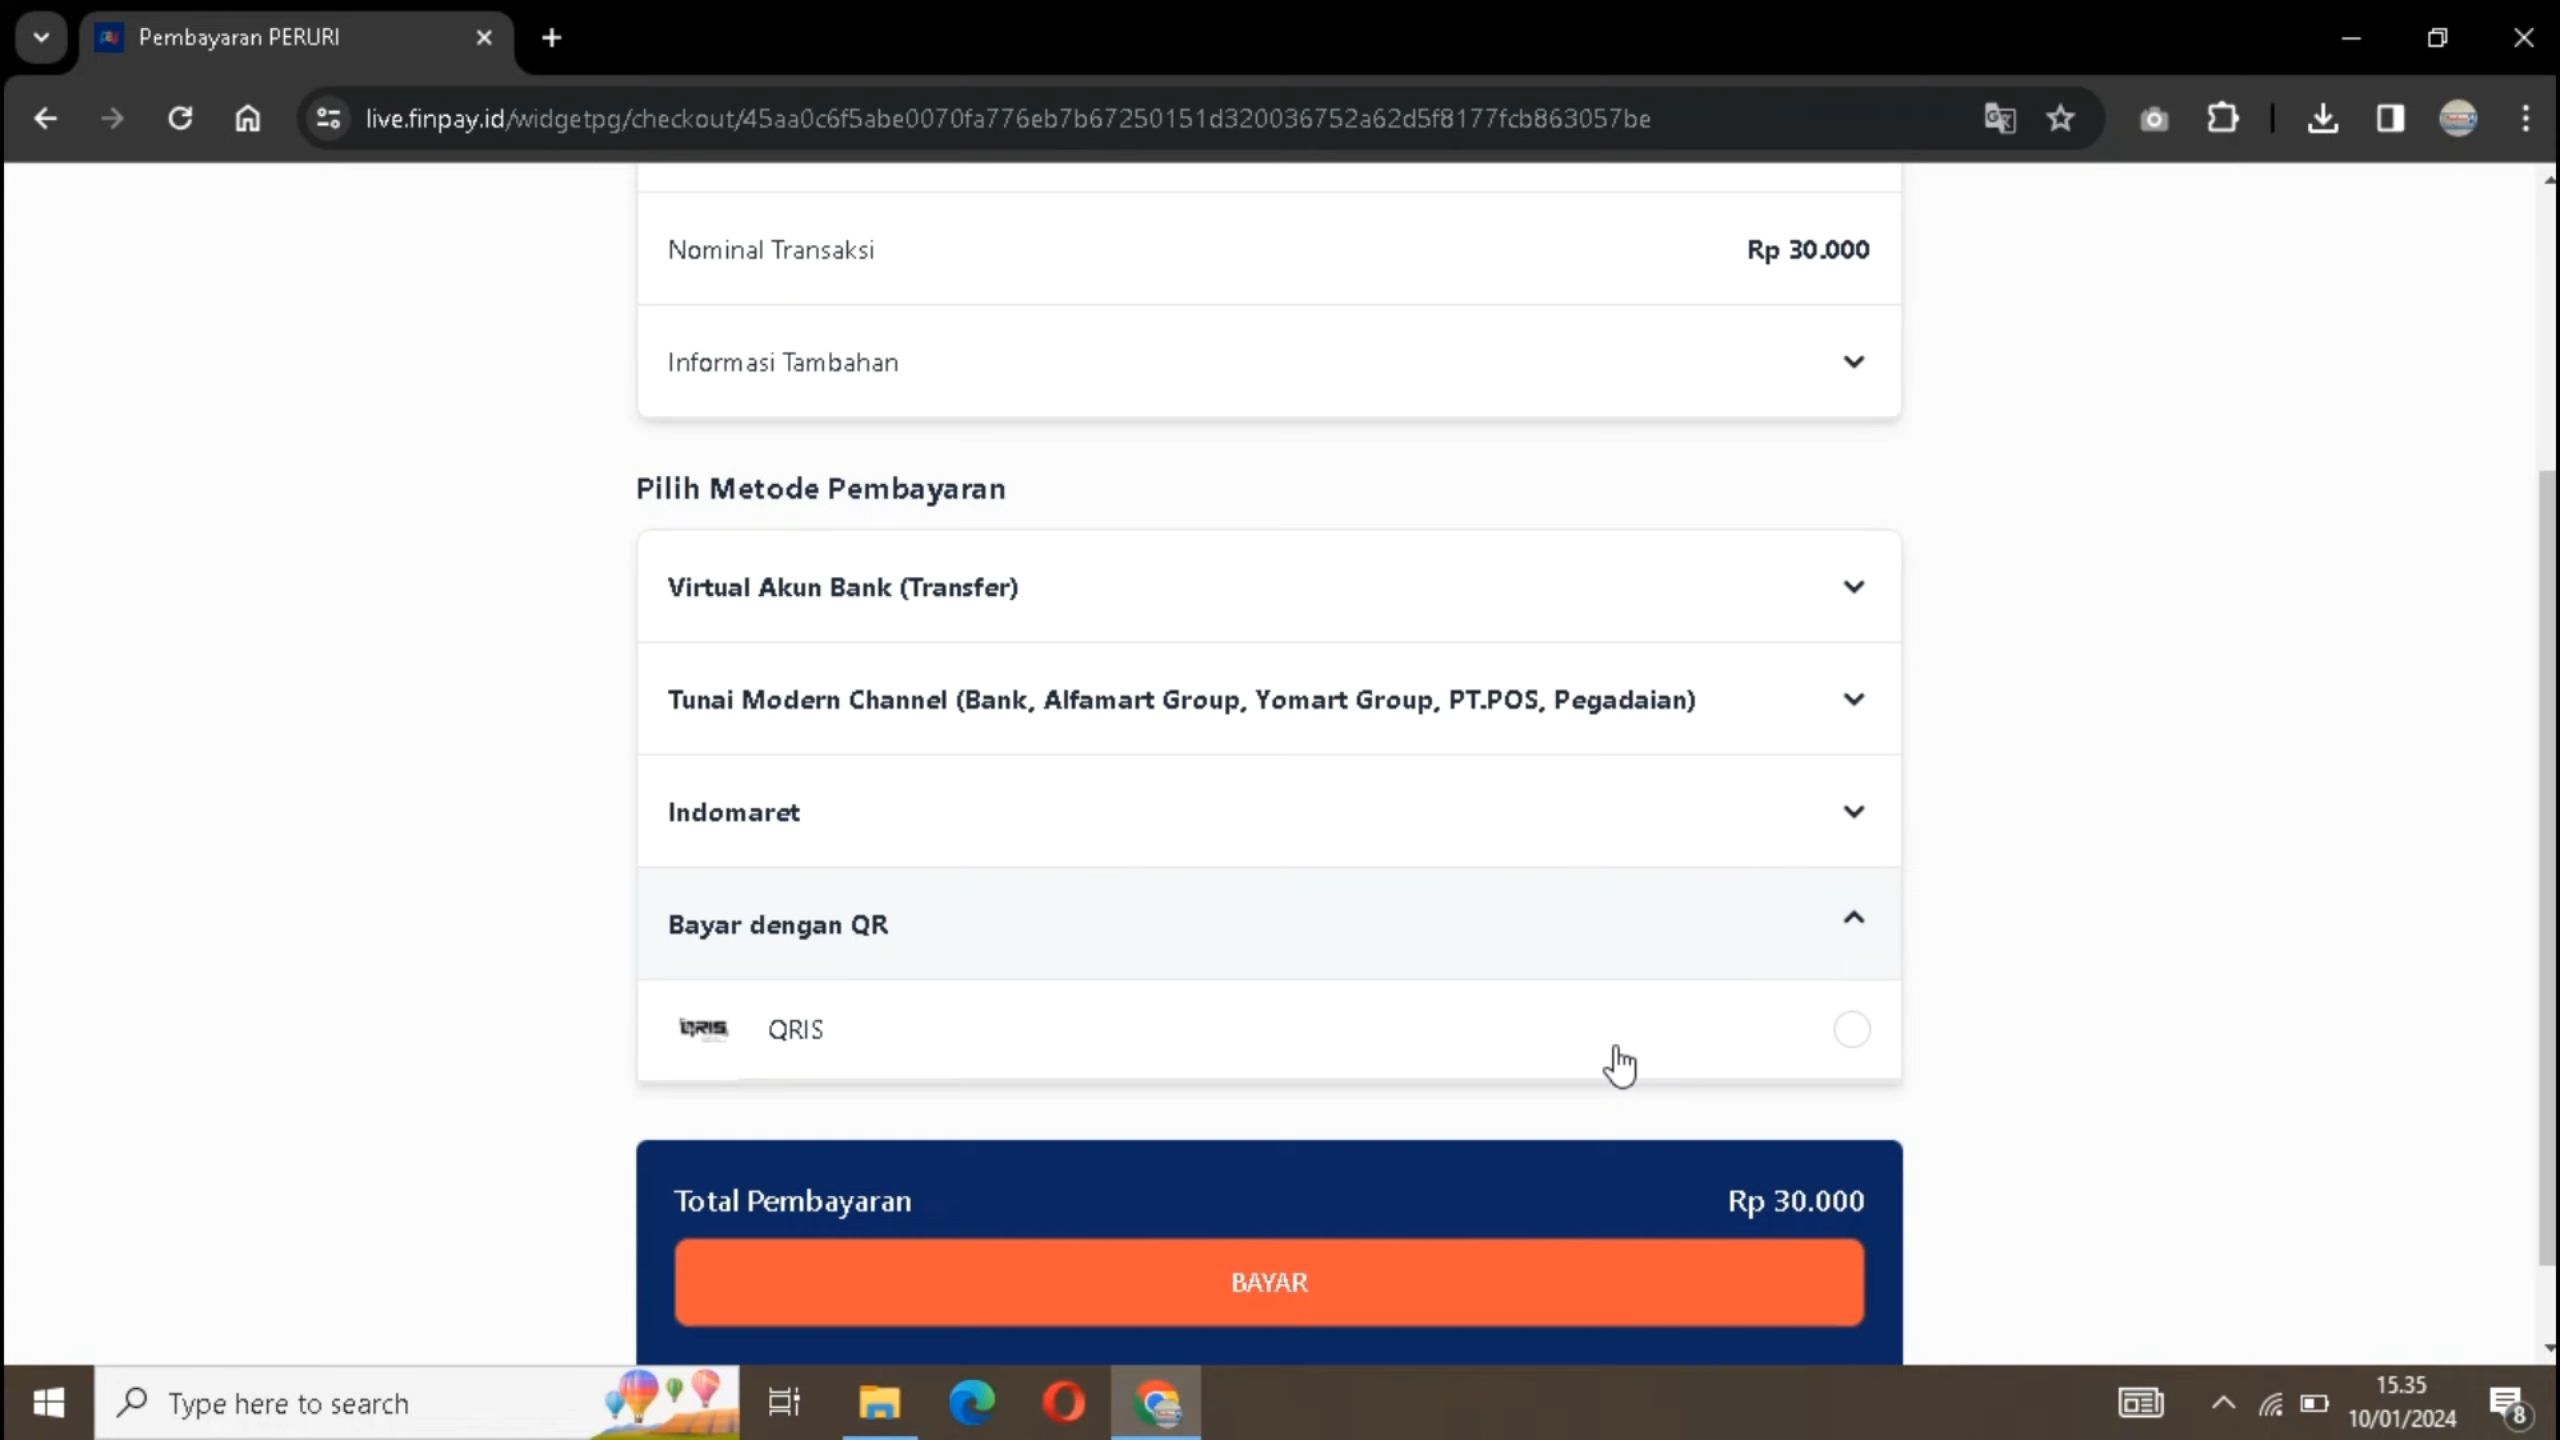 Pembayaran PERURI
live.finpay.id/widgetpg/checkout/45aa0c6f5abe0070fa776eb7b67250151d320036752a62d5f8177fcb863057be
Nominal Transaksi Rp 30.000
Informasi Tambahan
Pilih Metode Pembayaran
Virtual Akun Bank (Transfer)
Tunai Modern Channel (Bank, Alfamart Group, Yomart Group, PT.POS, Pegadaian)
Indomaret
Bayar dengan QR
QRIS QRIS
Total Pembayaran Rp 30.000
BAYAR
Type here to search
15.35
10/01/2024
8